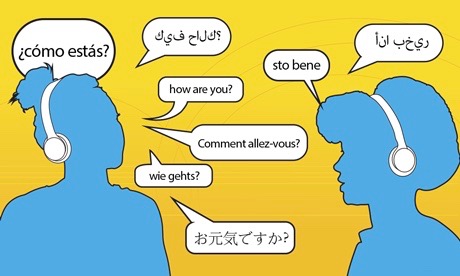 ¿cómo estás?
كيف حالك؟
how are you?
Comment allez-vous?
wie gehts?
お元気ですか?
sto bene
أنا بخير